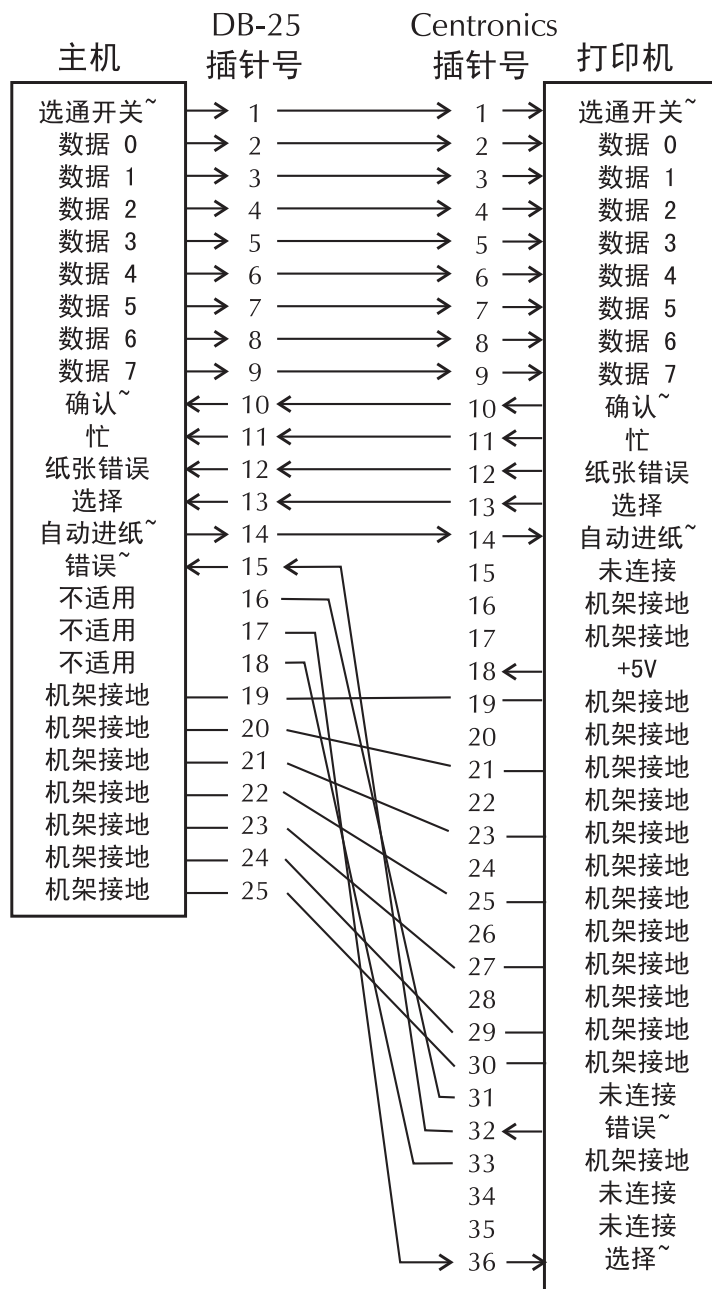 DB-25 Centronics
主机 插针号 插针号 打印机
选通开关~ 1 1 选通开关~
数据 0 2 2 数据 0
数据 1 3 3 数据 1
数据 2 4 4 数据 2
数据 3 5 5 数据 3
数据 4 6 6 数据 4
数据 5 7 7 数据 5
数据 6 8 8 数据 6
数据 7 9 9 数据 7
确认~ 10 10 确认~
忙 11 11 忙
纸张错误 12 12 纸张错误
选择 13 13 选择
自动进纸~ 14 14 自动进纸~
错误~ 15 15 未连接
不适用 16 16 机架接地
不适用 17 17 机架接地
不适用 18 18 +5V
机架接地 19 19 机架接地
机架接地 20 20 机架接地
机架接地 21 21 机架接地
机架接地 22 22 机架接地
机架接地 23 23 机架接地
机架接地 24 24 机架接地
机架接地 25 25 机架接地
26 机架接地
27 机架接地
28 机架接地
29 机架接地
30 机架接地
31 未连接
32 错误~
33 机架接地
34 未连接
35 未连接
36 选择~